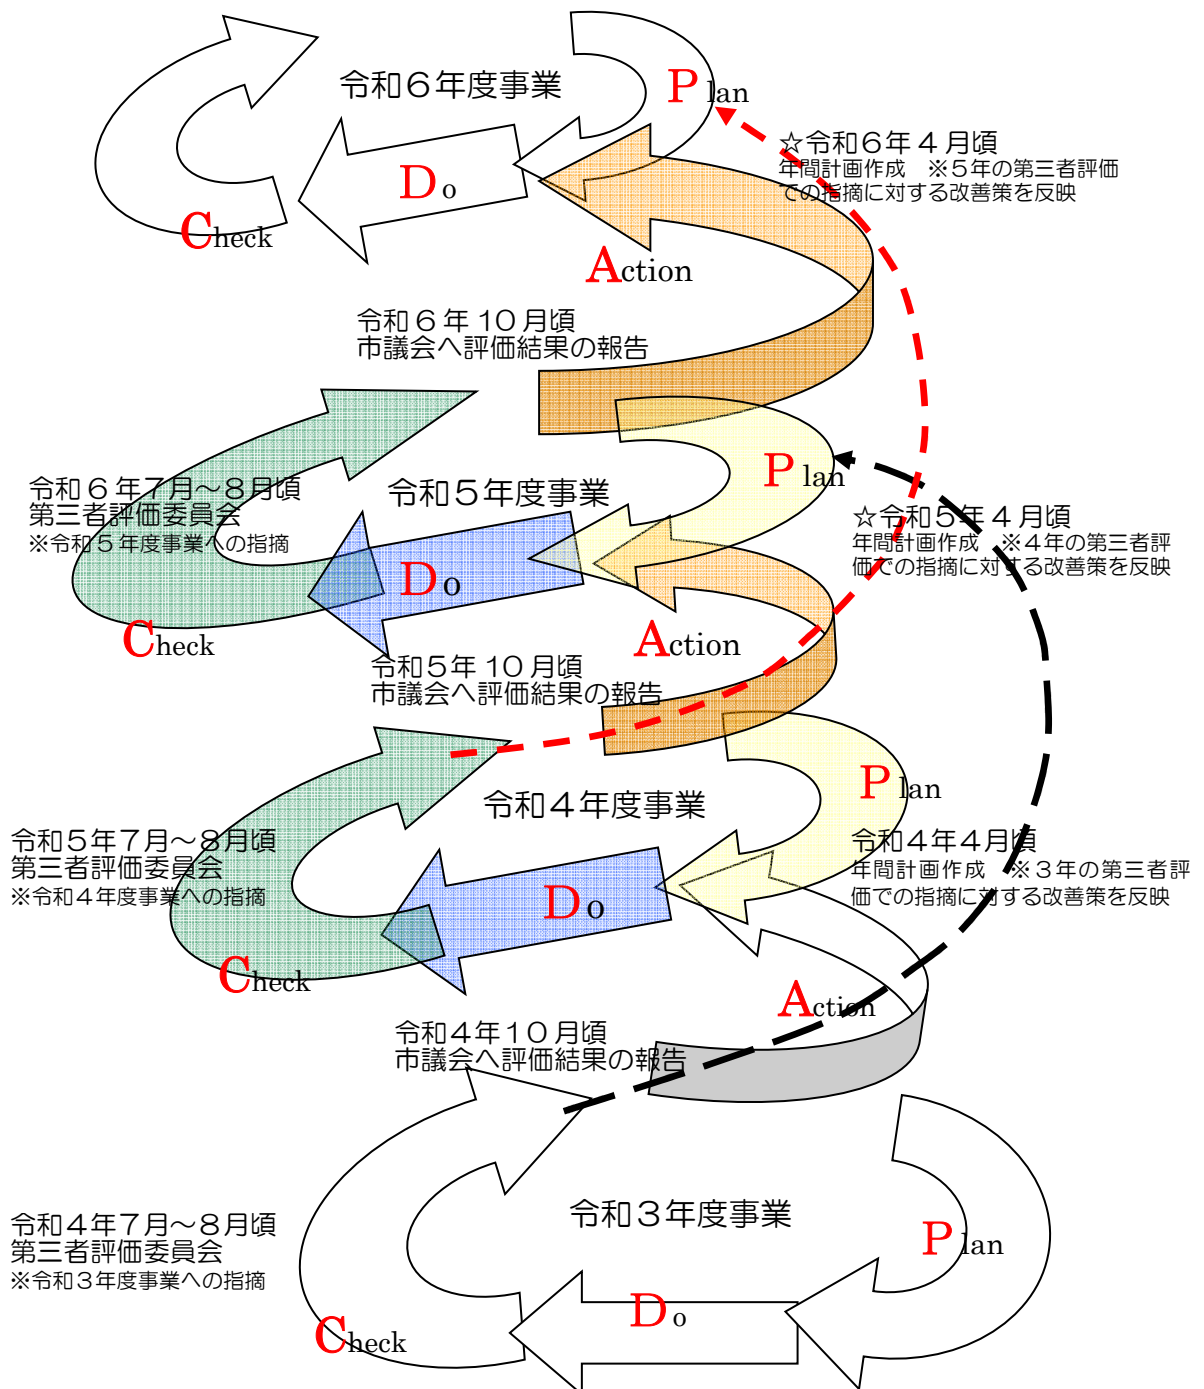 令和６年度事業
Plan
☆令和６年４月頃
年間計画作成　※５年の第三者評価
での指摘に対する改善策を反映
Do
Check
Action
令和６年10月頃
市議会へ評価結果の報告
Plan
令和６年７月～８月頃
第三者評価委員会
※令和５年度事業への指摘
令和５年度事業
☆令和５年４月頃
年間計画作成　※４年の第三者評
価での指摘に対する改善策を反映
Do
Check
Action
令和５年10月頃
市議会へ評価結果の報告
Plan
令和４年度事業
令和５年７月～８月頃
第三者評価委員会
※令和４年度事業への指摘
令和４年４月頃
年間計画作成　※３年の第三者評
価での指摘に対する改善策を反映
Do
Check
Action
令和４年10月頃
市議会へ評価結果の報告
令和４年７月～８月頃
第三者評価委員会
※令和３年度事業への指摘
令和３年度事業
Plan
Do
Check